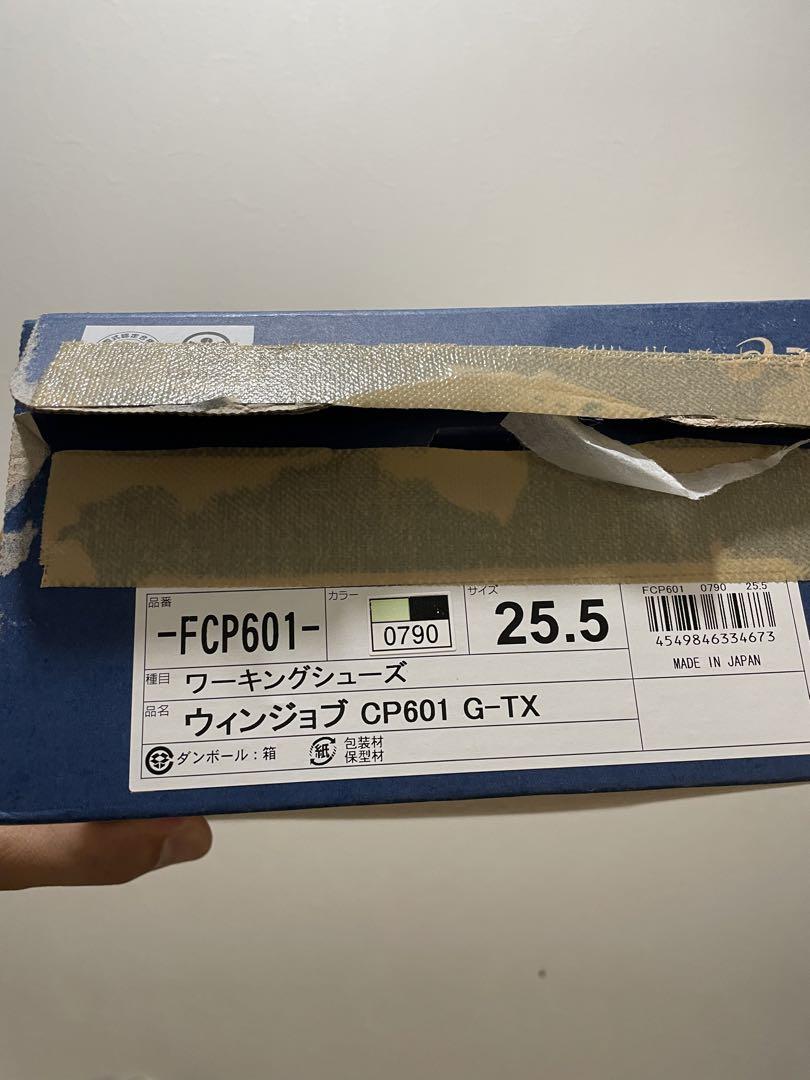 品番
-FCP601-
カラー
0790
サイズ
25.5
FCP601 0790 25.5
4549846334673
MADE IN JAPAN
種目 ワーキングシューズ
品名 ウィンジョブ CP601 G-TX
ダンボール：箱
紙
包装材
保型材